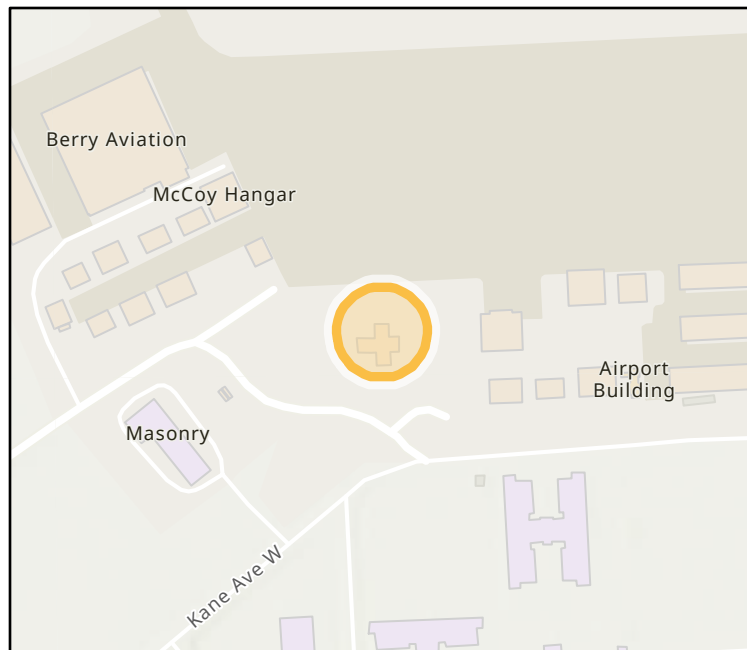 Berry Aviation
McCoy Hangar
Airport
Building
Masonry
Kane Ave W